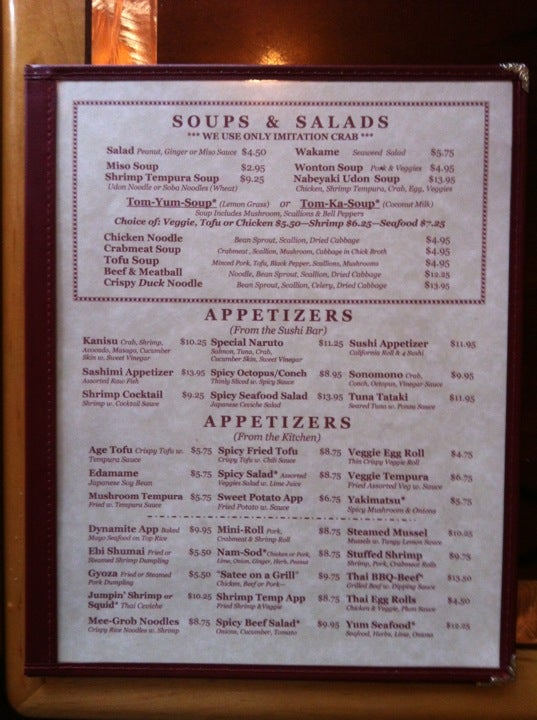 SOUPS & SALADS
*** WE USE ONLY IMITATION CRAB ***
Salad Peanut, Ginger or Miso Sauce $4.50 Wakame Seaweed Salad $5.75
Miso Soup $2.95 Wonton Soup Pork & Veggies $4.95
Shrimp Tempura Soup $9.25 Nabeyaki Udon Soup $13.95
Udon Noodle or Soba Noodles (Wheat) Chicken, Shrimp Tempura, Crab, Egg, Veggies
Tom-Yum-Soup* (Lemon Grass) or Tom-Ka-Soup* (Coconut Milk)
Soup Includes Mushroom, Scallions & Bell Peppers
Choice of: Veggie, Tofu or Chicken $5.50—Shrimp $6.25—Seafood $7.25
Chicken Noodle Bean Sprout, Scallion, Dried Cabbage $4.95
Crabmeat Soup Crabmeat, Scallion, Mushroom, Cabbage in Chick Broth $4.95
Tofu Soup Minced Pork, Tofu, Black Pepper, Scallions, Mushrooms $4.95
Beef & Meatball Noodle, Bean Sprout, Scallion, Dried Cabbage $12.25
Crispy Duck Noodle Bean Sprout, Scallion, Celery, Dried Cabbage $13.95
APPETIZERS
(From the Sushi Bar)
Kanisu Crab, Shrimp, $10.25 Special Naruto $11.25 Sushi Appetizer $11.95
Avocado, Masago, Cucumber Salmon, Tuna, Crab, California Roll & 4 Sushi
Skin w. Sweet Vinegar Cucumber Skin, Sweet Vinegar
Sashimi Appetizer $13.95 Spicy Octopus/Conch $8.95 Sonomono Crab, $9.95
Assorted Raw Fish Thinly Sliced w. Spicy Sauce Conch, Octopus, Vinegar Sauce
Shrimp Cocktail $9.25 Spicy Seafood Salad $13.95 Tuna Tataki $11.95
Shrimp w. Cocktail Sauce Japanese Ceviche Salad Seared Tuna w. Ponzu Sauce
APPETIZERS
(From the Kitchen)
Age Tofu Crispy Tofu w. $5.75 Spicy Fried Tofu $8.75 Veggie Egg Roll $4.75
Tempura Sauce Crispy Tofu w. Chili Sauce Thin Crispy Veggie Roll
Edamame $5.75 Spicy Salad* Assorted $8.75 Veggie Tempura $6.75
Japanese Soy Bean Veggies Salad w. Lime Juice Fried Assorted Veg w. Sauce
Mushroom Tempura $5.75 Sweet Potato App $6.75 Yakimatsu* $5.75
Fried w. Tempura Sauce Fried Potato w. Sauce Spicy Mushroom & Onions
Dynamite App Baked $9.95 Mini-Roll Pork, $8.75 Steamed Mussel $10.25
Mayo Seafood on Top Rice Crabmeat & Shrimp Roll Mussels w. Tangy Lemon Sauce
Ebi Shumai Fried or $5.50 Nam-Sod* Chicken or Pork, $8.75 Stuffed Shrimp $9.75
Steamed Shrimp Dumpling Lime, Onion, Ginger, Herb, Peanut Shrimp, Pork, Crabmeat Rolls
Gyoza Fried or Steamed $5.50 "Satee on a Grill" $9.75 Thai BBQ-Beef* $13.50
Pork Dumpling Chicken, Beef or Pork— Grilled Beef w. Dipping Sauce
Jumpin' Shrimp or $10.25 Shrimp Temp App $8.75 Thai Egg Rolls $4.50
Squid* Thai Ceviche Fried Shrimp & Veggie Chicken & Veggie, Plum Sauce
Mee-Grob Noodles $8.75 Spicy Beef Salad* $9.95 Yum Seafood* $12.25
Crispy Rice Noodles w. Shrimp Onions, Cucumber, Tomato Seafood, Herbs, Lime, Onions